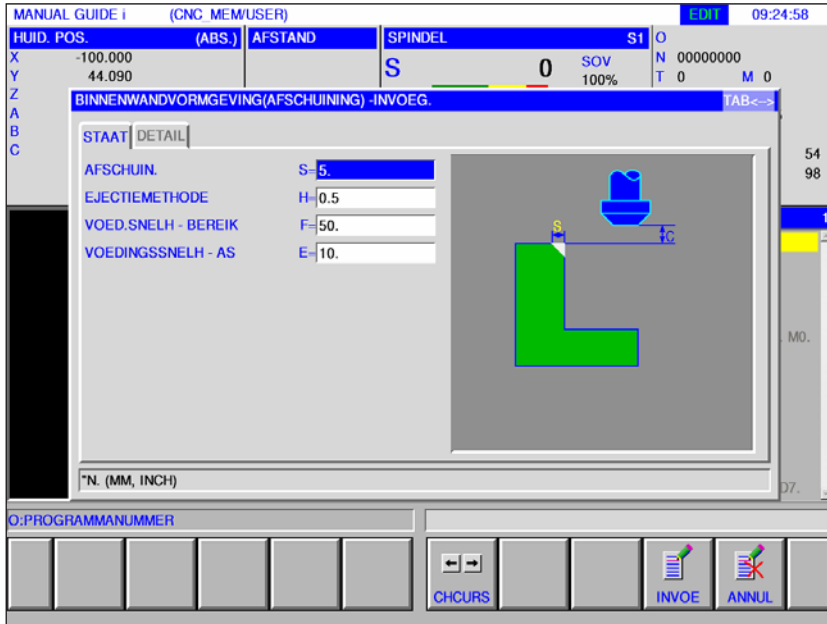 MANUAL GUIDE i (CNC_MEM/USER) EDIT 09:24:58
HUID. POS. (ABS.) AFSTAND SPINDEL S1 O
X -100.000 S 0 SOV 100% N 00000000
Y 44.090 T 0 M 0
Z
A
B
C
54
98
BINNENWANDVORMGEVING(AFSCHUINING) -INVOEG. TAB<-->
STAAT DETAIL
AFSCHUIN. S= 5.
EJECTIEMETHODE H= 0.5
VOED.SNELH - BEREIK F= 50.
VOEDINGSSNELH - AS E= 10.
S
C
1
M0.
D7.
"N. (MM, INCH)
O:PROGRAMMANUMMER
CHCURS INVOE ANNUL